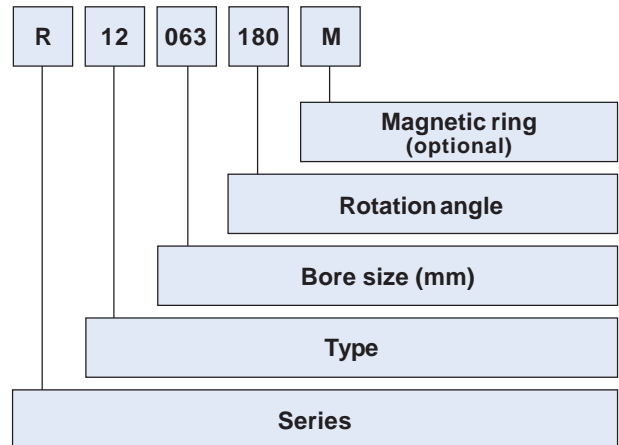 R 12 063 180 M
Magnetic ring
(optional)
Rotation angle
Bore size (mm)
Type
Series